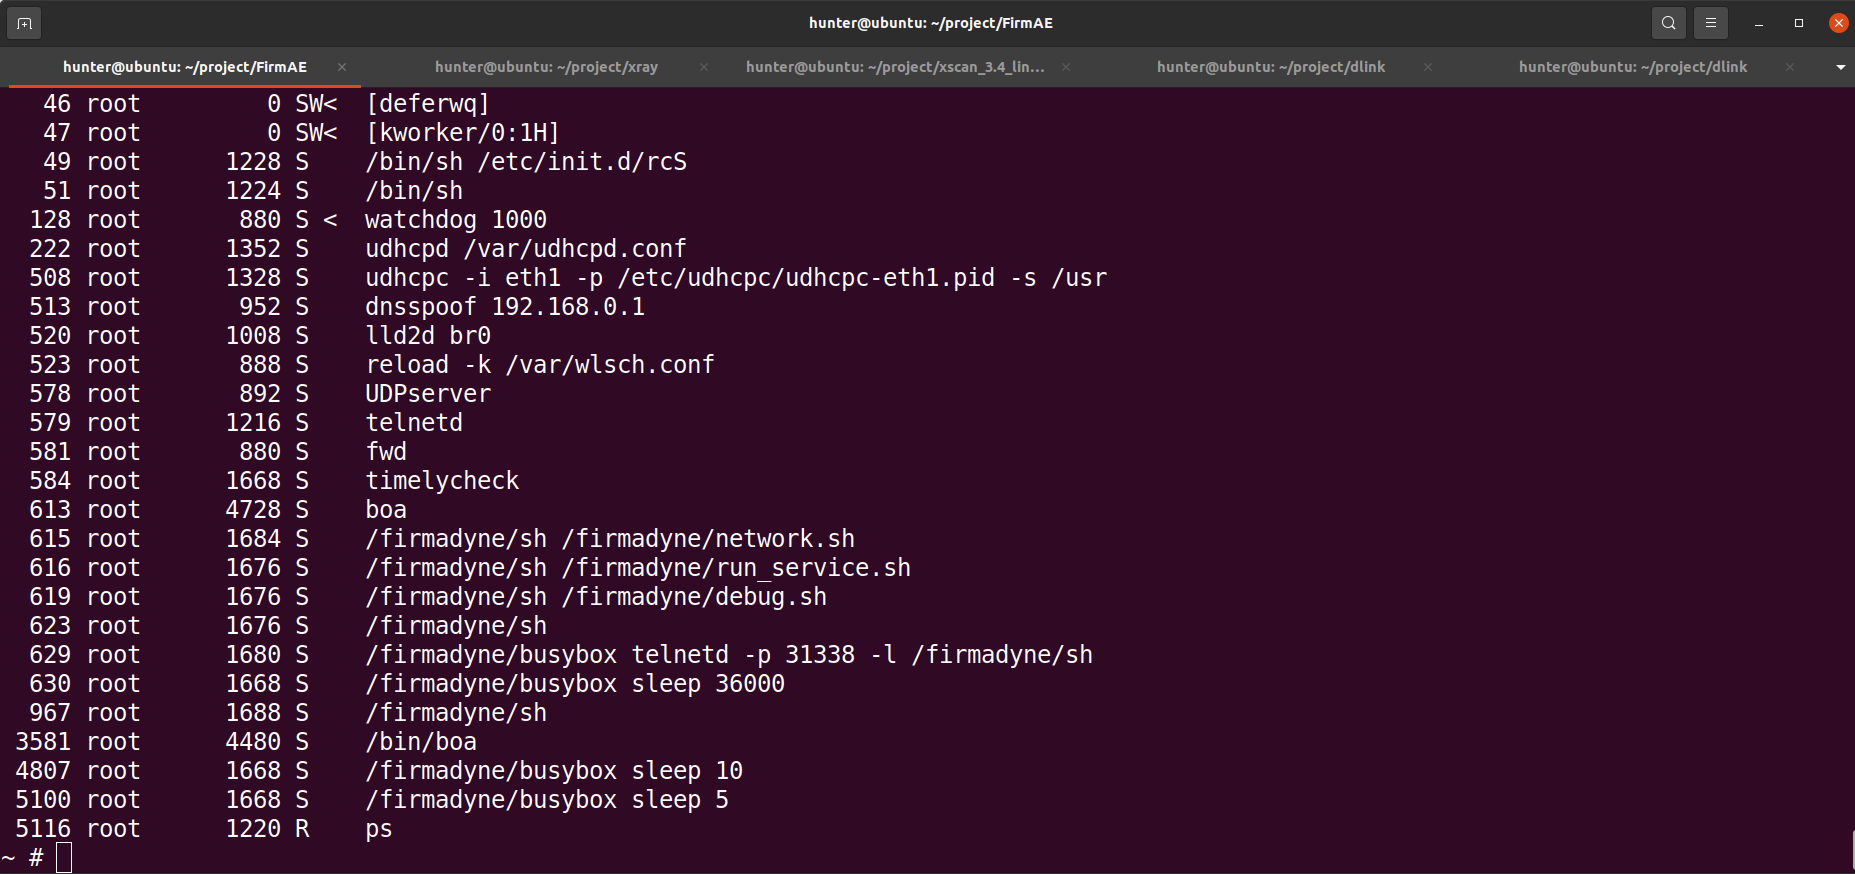 hunter@ubuntu: ~/project/FirmAE
hunter@ubuntu: ~/project/FirmAE hunter@ubuntu: ~/project/xray hunter@ubuntu: ~/project/xscan_3.4_lin... hunter@ubuntu: ~/project/dlink hunter@ubuntu: ~/project/dlink
46 root 0 SW< [deferwq]
47 root 0 SW< [kworker/0:1H]
49 root 1228 S /bin/sh /etc/init.d/rcS
51 root 1224 S /bin/sh
128 root 880 S < watchdog 1000
222 root 1352 S udhcpd /var/udhcpd.conf
508 root 1328 S udhcpc -i eth1 -p /etc/udhcpc/udhcpc-eth1.pid -s /usr
513 root 952 S dnsspoof 192.168.0.1
520 root 1008 S lld2d br0
523 root 888 S reload -k /var/wlsch.conf
578 root 892 S UDPserver
579 root 1216 S telnetd
581 root 880 S fwd
584 root 1668 S timelycheck
613 root 4728 S boa
615 root 1684 S /firmadyne/sh /firmadyne/network.sh
616 root 1676 S /firmadyne/sh /firmadyne/run_service.sh
619 root 1676 S /firmadyne/sh /firmadyne/debug.sh
623 root 1676 S /firmadyne/sh
629 root 1680 S /firmadyne/busybox telnetd -p 31338 -l /firmadyne/sh
630 root 1668 S /firmadyne/busybox sleep 36000
967 root 1688 S /firmadyne/sh
3581 root 4480 S /bin/boa
4807 root 1668 S /firmadyne/busybox sleep 10
5100 root 1668 S /firmadyne/busybox sleep 5
5116 root 1220 R ps
~ #